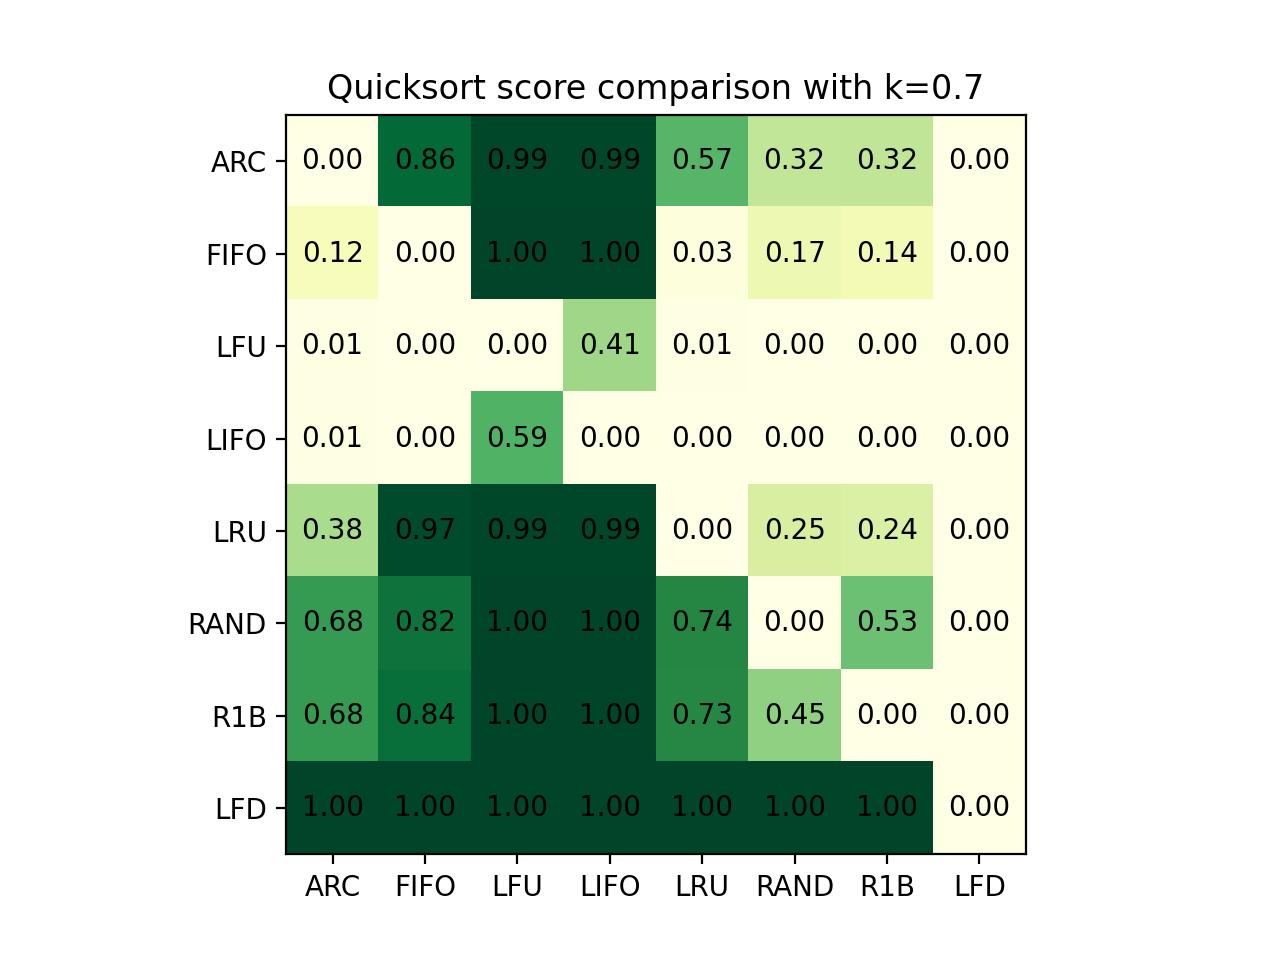 Quicksort score comparison with k=0.7
ARC 0.00 0.86 0.99 0.99 0.57 0.32 0.32 0.00
FIFO 0.12 0.00 1.00 1.00 0.03 0.17 0.14 0.00
LFU 0.01 0.00 0.00 0.41 0.01 0.00 0.00 0.00
LIFO 0.01 0.00 0.59 0.00 0.00 0.00 0.00 0.00
LRU 0.38 0.97 0.99 0.99 0.00 0.25 0.24 0.00
RAND 0.68 0.82 1.00 1.00 0.74 0.00 0.53 0.00
R1B 0.68 0.84 1.00 1.00 0.73 0.45 0.00 0.00
LFD 1.00 1.00 1.00 1.00 1.00 1.00 1.00 0.00
ARC FIFO LFU LIFO LRU RAND R1B LFD